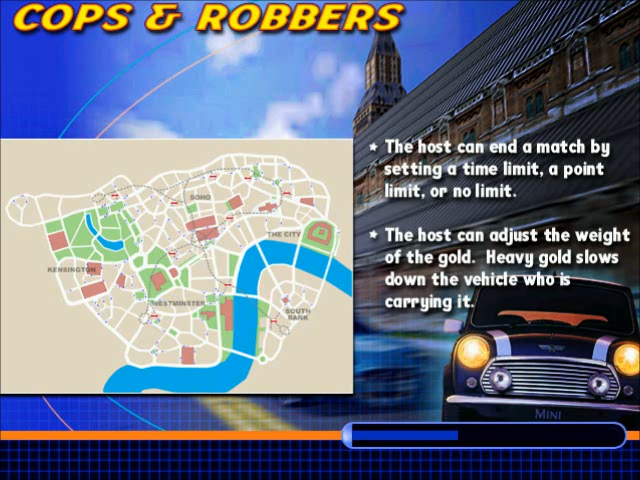 COPS & ROBBERS
* The host can end a match by
setting a time limit, a point
limit, or no limit.
* The host can adjust the weight
of the gold. Heavy gold slows
down the vehicle who is
carrying it.
SOHO
THE CITY
KENSINGTON
WESTMINSTER
SOUTH
BANK
MINI